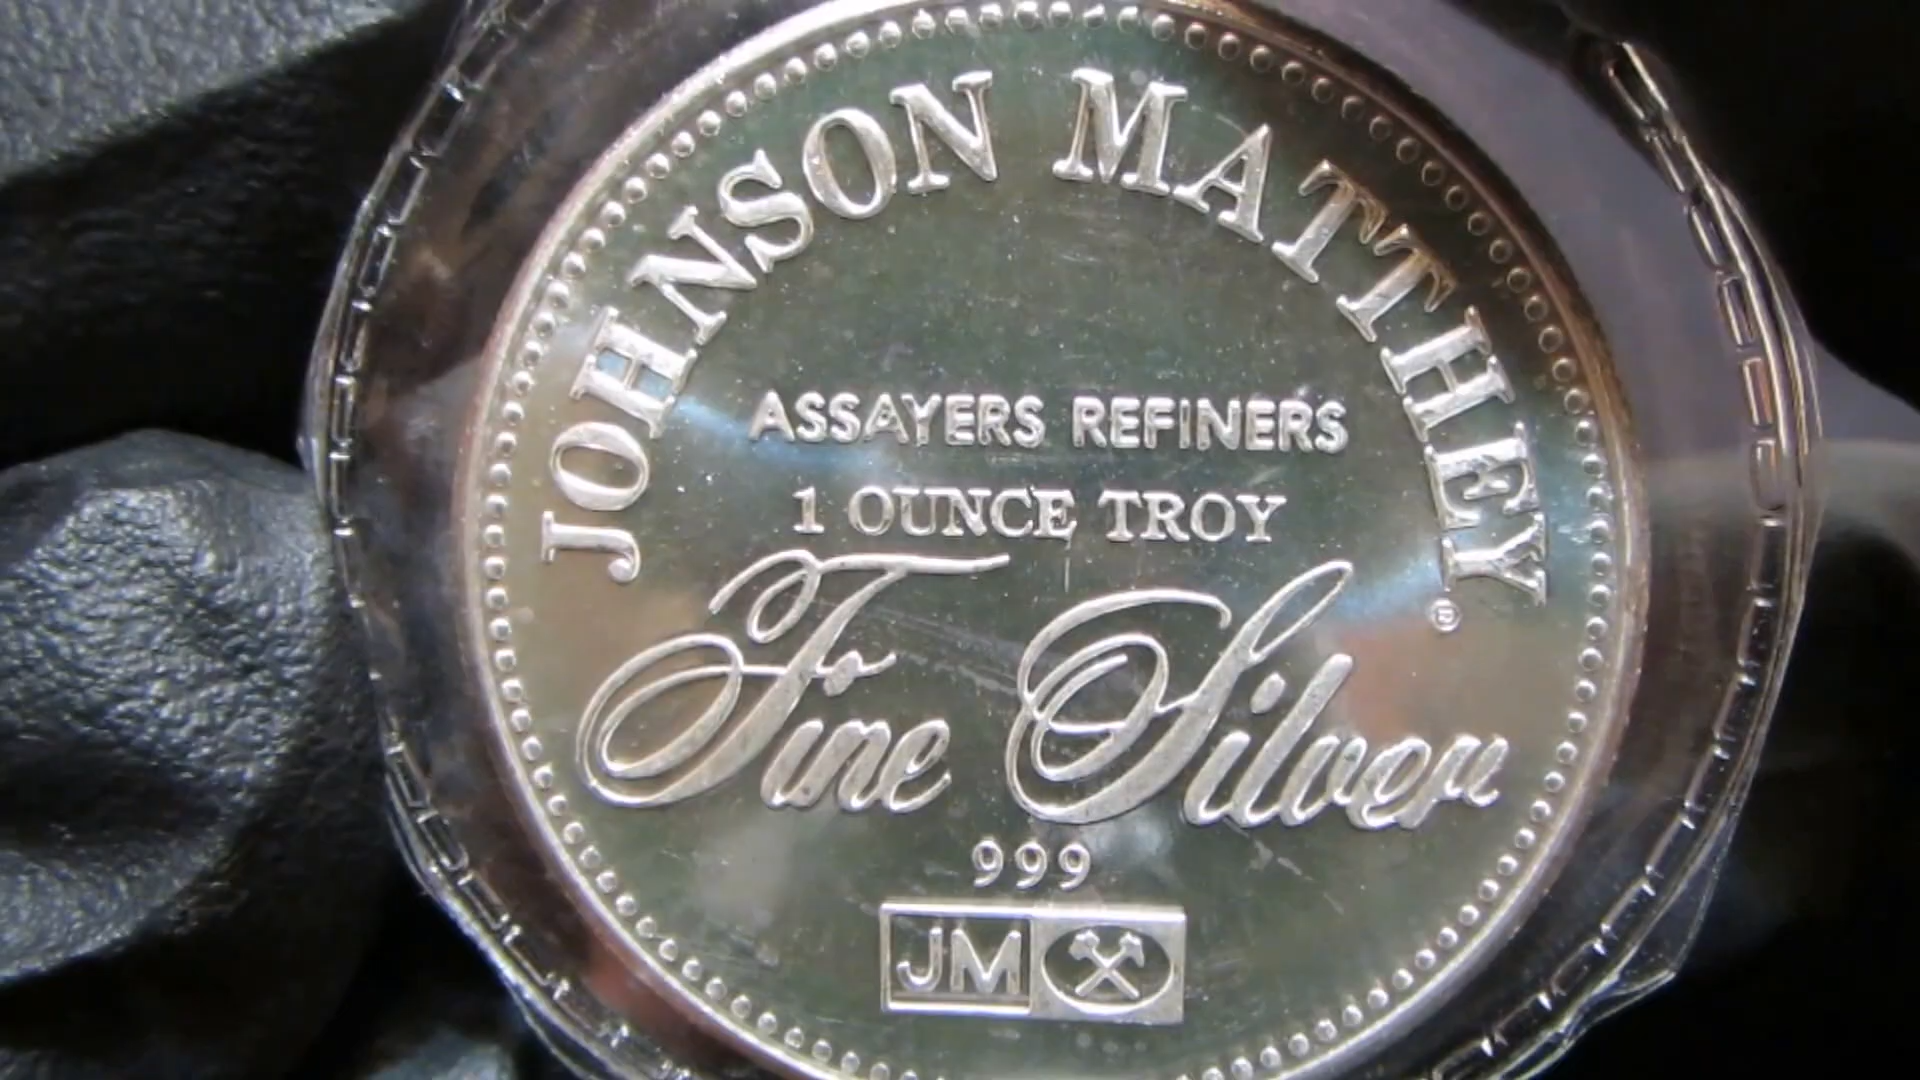 JOHNSON MATTHEY
®
ASSAYERS REFINERS
1 OUNCE TROY
Fine Silver
999
JM